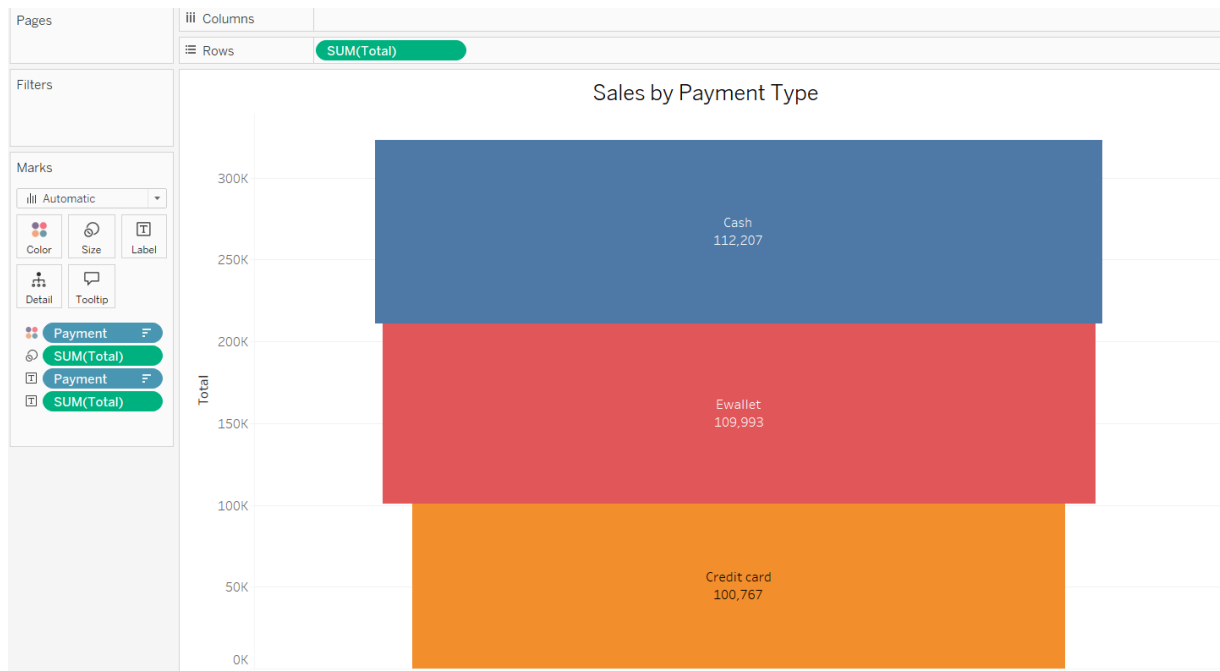 Pages
Columns
Rows
SUM(Total)
Filters
Marks
Automatic
Color
Size
Label
Detail
Tooltip
Payment
SUM(Total)
Payment
SUM(Total)
Sales by Payment Type
Total
300K
250K
200K
150K
100K
50K
0K
Cash
112,207
Ewallet
109,993
Credit card
100,767